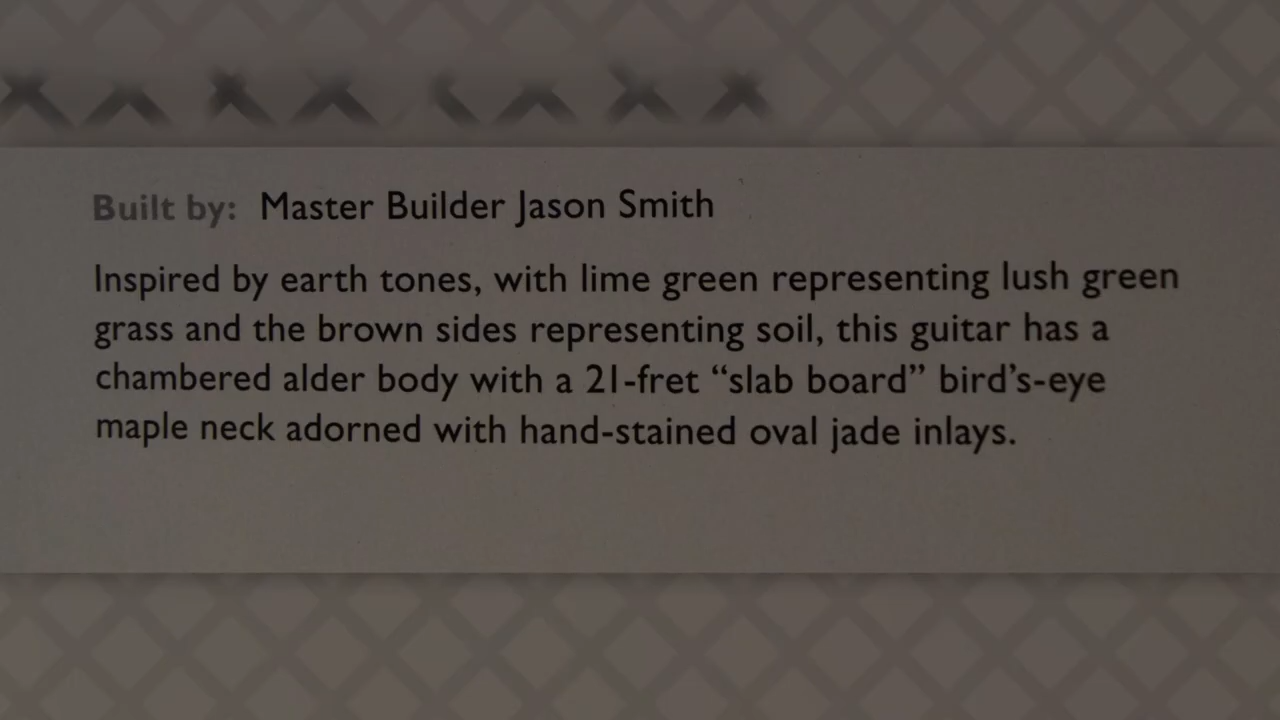 Built by: Master Builder Jason Smith
Inspired by earth tones, with lime green representing lush green
grass and the brown sides representing soil, this guitar has a
chambered alder body with a 21-fret “slab board” bird’s-eye
maple neck adorned with hand-stained oval jade inlays.